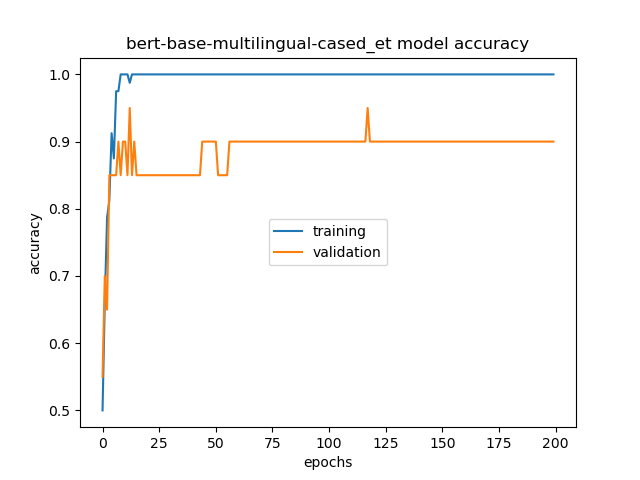 bert-base-multilingual-cased_et model accuracy
1.0
0.9
0.8
0.7
0.6
0.5
accuracy
training
validation
0 25 50 75 100 125 150 175 200
epochs